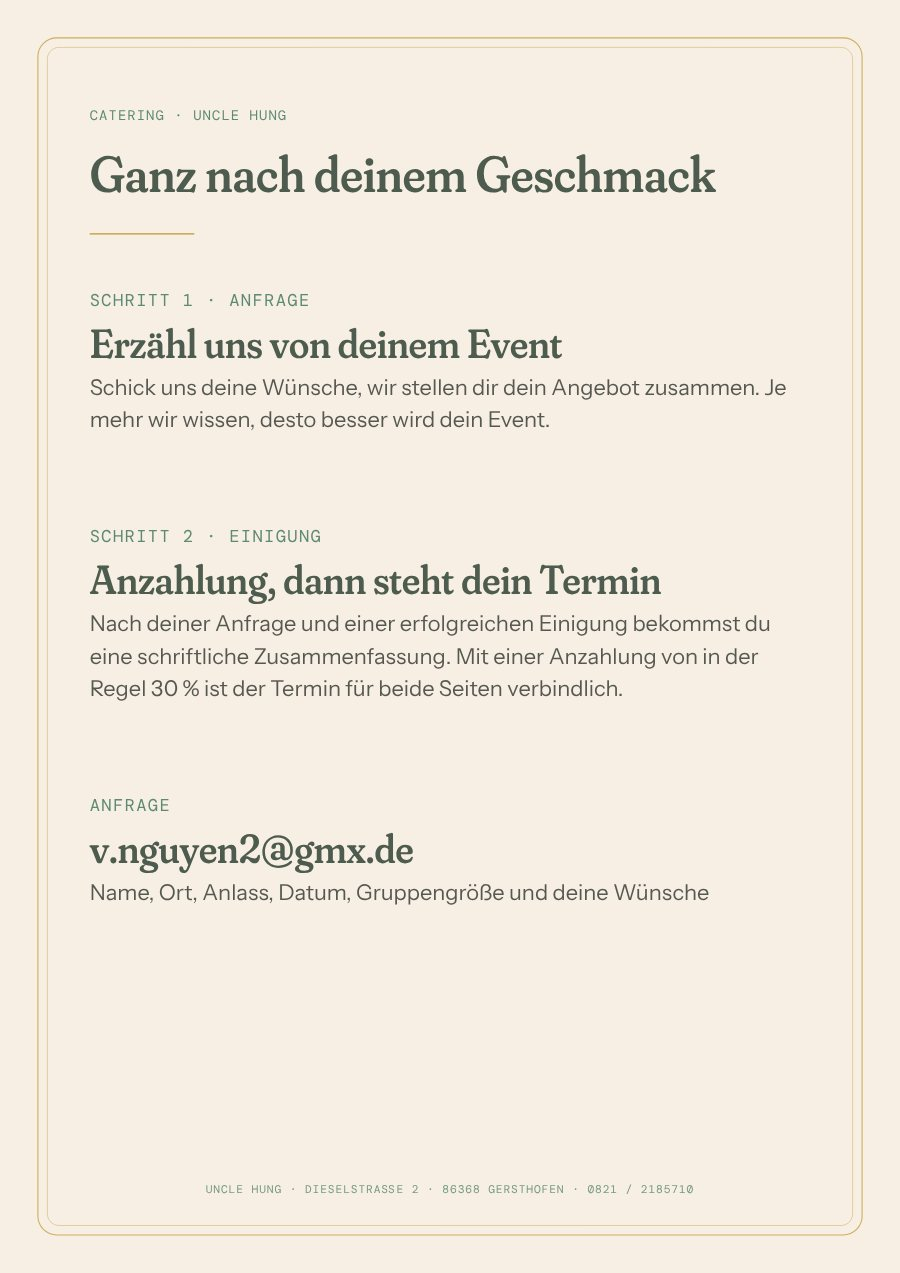 CATERING · UNCLE HUNG
Ganz nach deinem Geschmack
SCHRITT 1 · ANFRAGE
Erzähl uns von deinem Event
Schick uns deine Wünsche, wir stellen dir dein Angebot zusammen. Je
mehr wir wissen, desto besser wird dein Event.
SCHRITT 2 · EINIGUNG
Anzahlung, dann steht dein Termin
Nach deiner Anfrage und einer erfolgreichen Einigung bekommst du
eine schriftliche Zusammenfassung. Mit einer Anzahlung von in der
Regel 30 % ist der Termin für beide Seiten verbindlich.
ANFRAGE
v.nguyen2@gmx.de
Name, Ort, Anlass, Datum, Gruppengröße und deine Wünsche
UNCLE HUNG · DIESELSTRASSE 2 · 86368 GERSTHOFEN · 0821 / 2185710